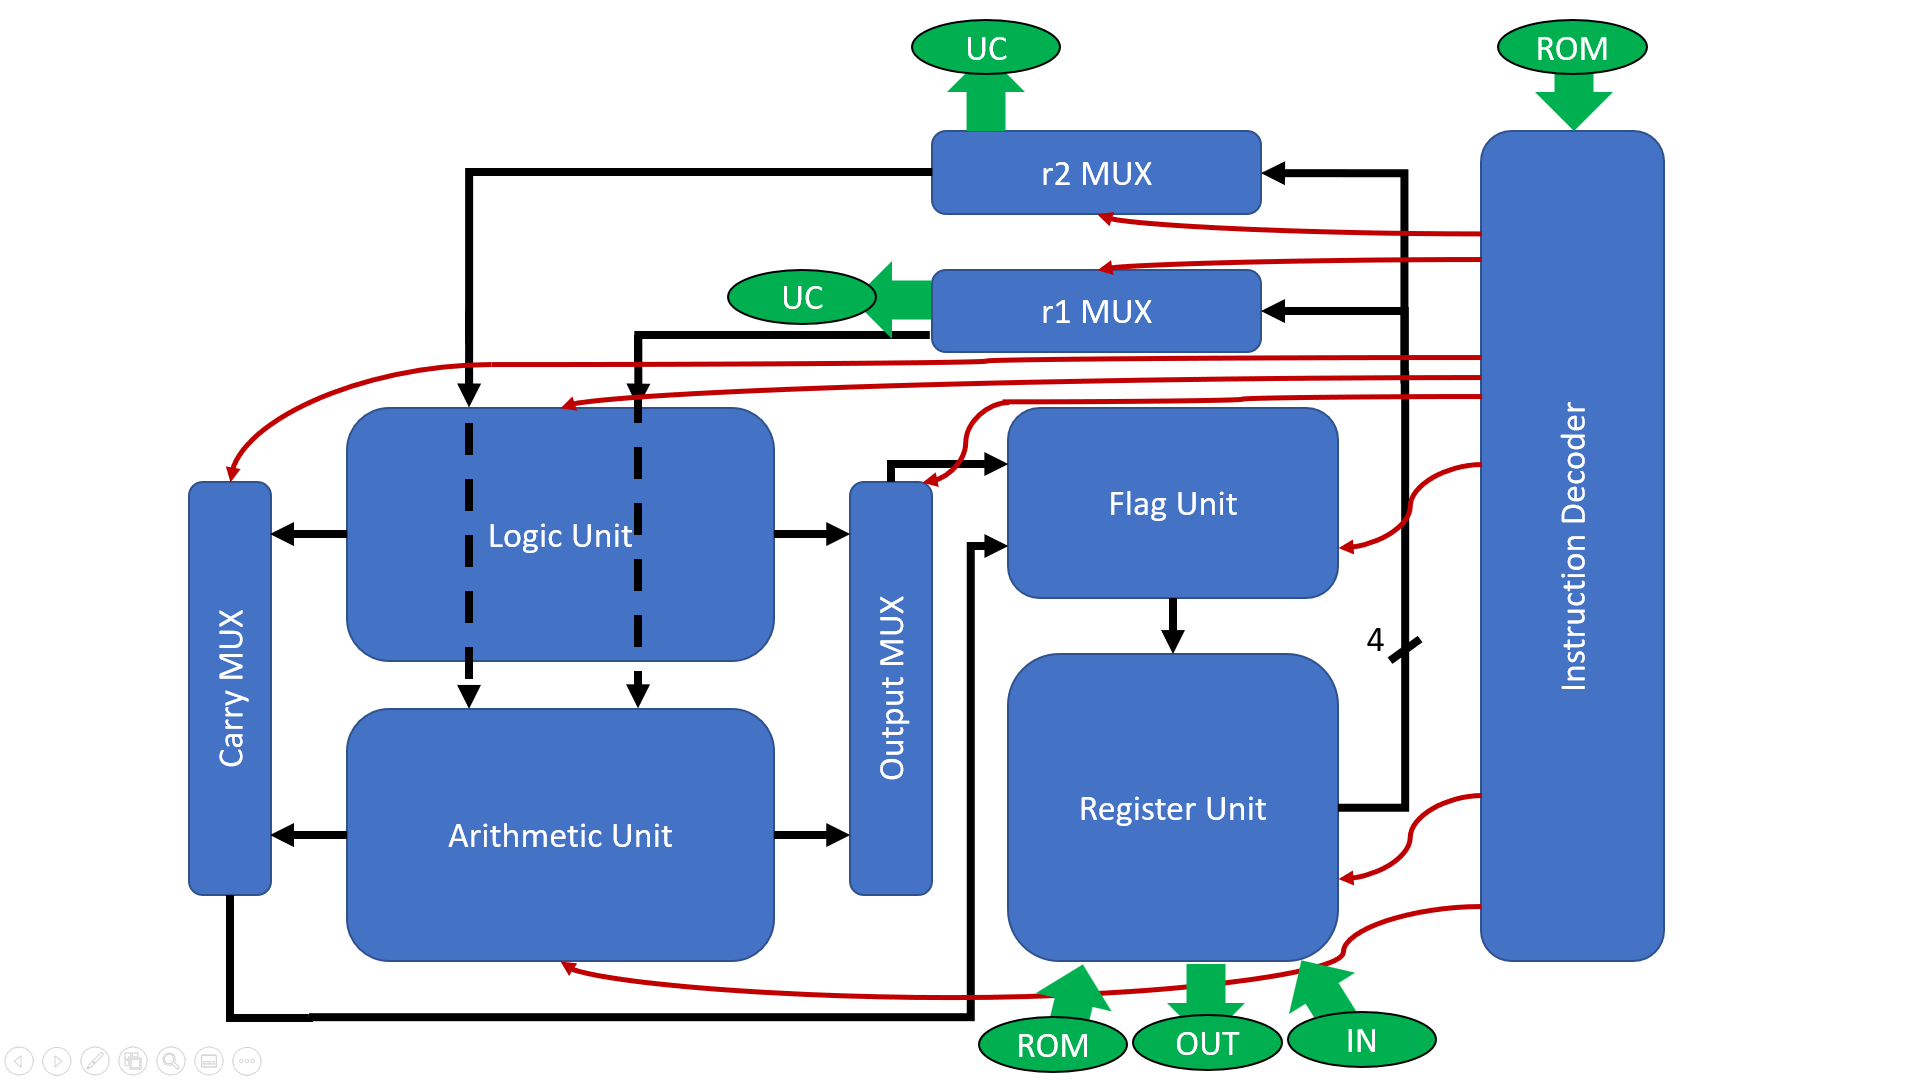 UC
ROM
r2 MUX
UC
r1 MUX
Logic Unit
Flag Unit
Instruction Decoder
Carry MUX
Output MUX
4
Arithmetic Unit
Register Unit
ROM
OUT
IN